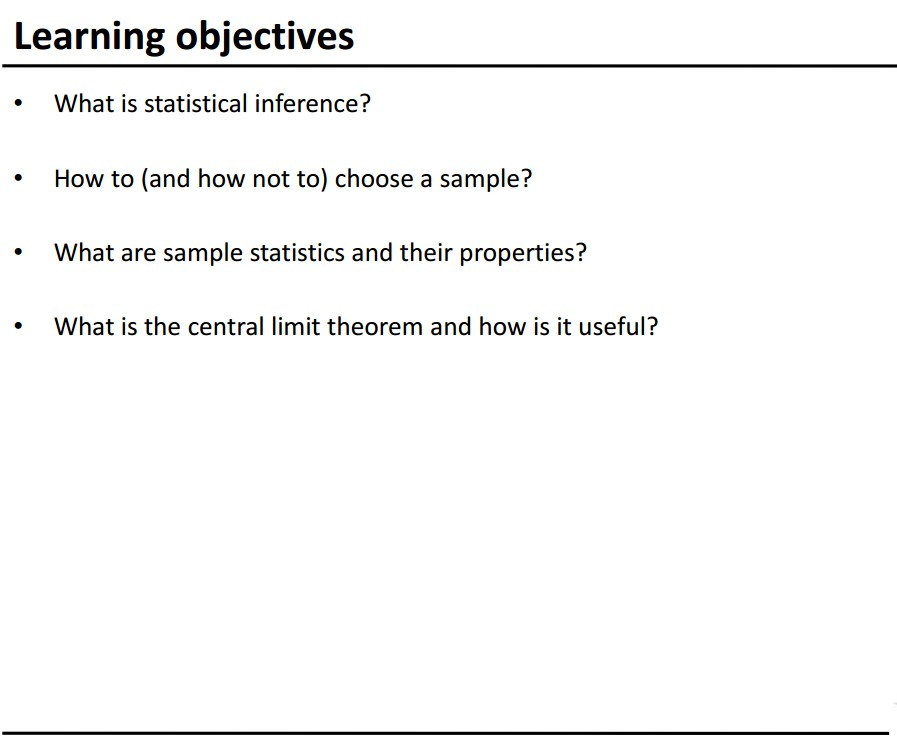 Learning objectives
• What is statistical inference?
• How to (and how not to) choose a sample?
• What are sample statistics and their properties?
• What is the central limit theorem and how is it useful?